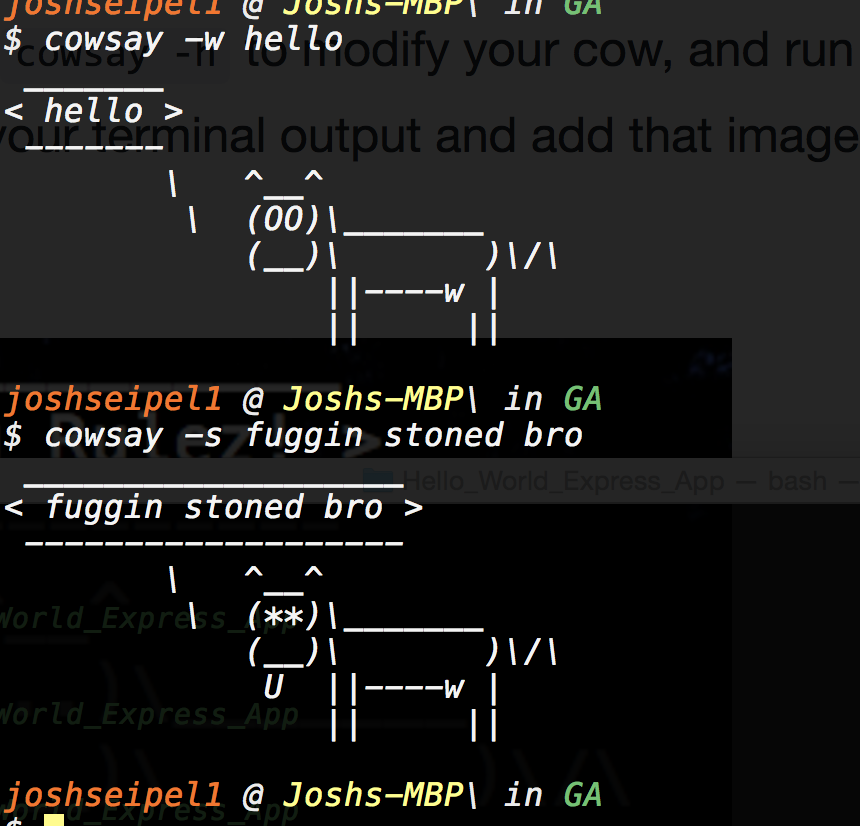 joshseipel1 @ Joshs-MBP\ in GA
$ cowsay -w hello
cowsay -h to modify your cow, and run
 _______
< hello >
your terminal output and add that image
 -------
        \   ^__^
         \  (OO)\_______
            (__)\       )\/\
                ||----w |
                ||     ||
joshseipel1 @ Joshs-MBP\ in GA
$ cowsay -s fuggin stoned bro
Rulez! >
Hello_World_Express_App — bash —
 ___________________
< fuggin stoned bro >
 -------------------
        \   ^__^
         \  (**)\_______
World_Express_App
            (__)\       )\/\
             U  ||----w |
World_Express_App
                ||     ||
joshseipel1 @ Joshs-MBP\ in GA
World_Express_App
$